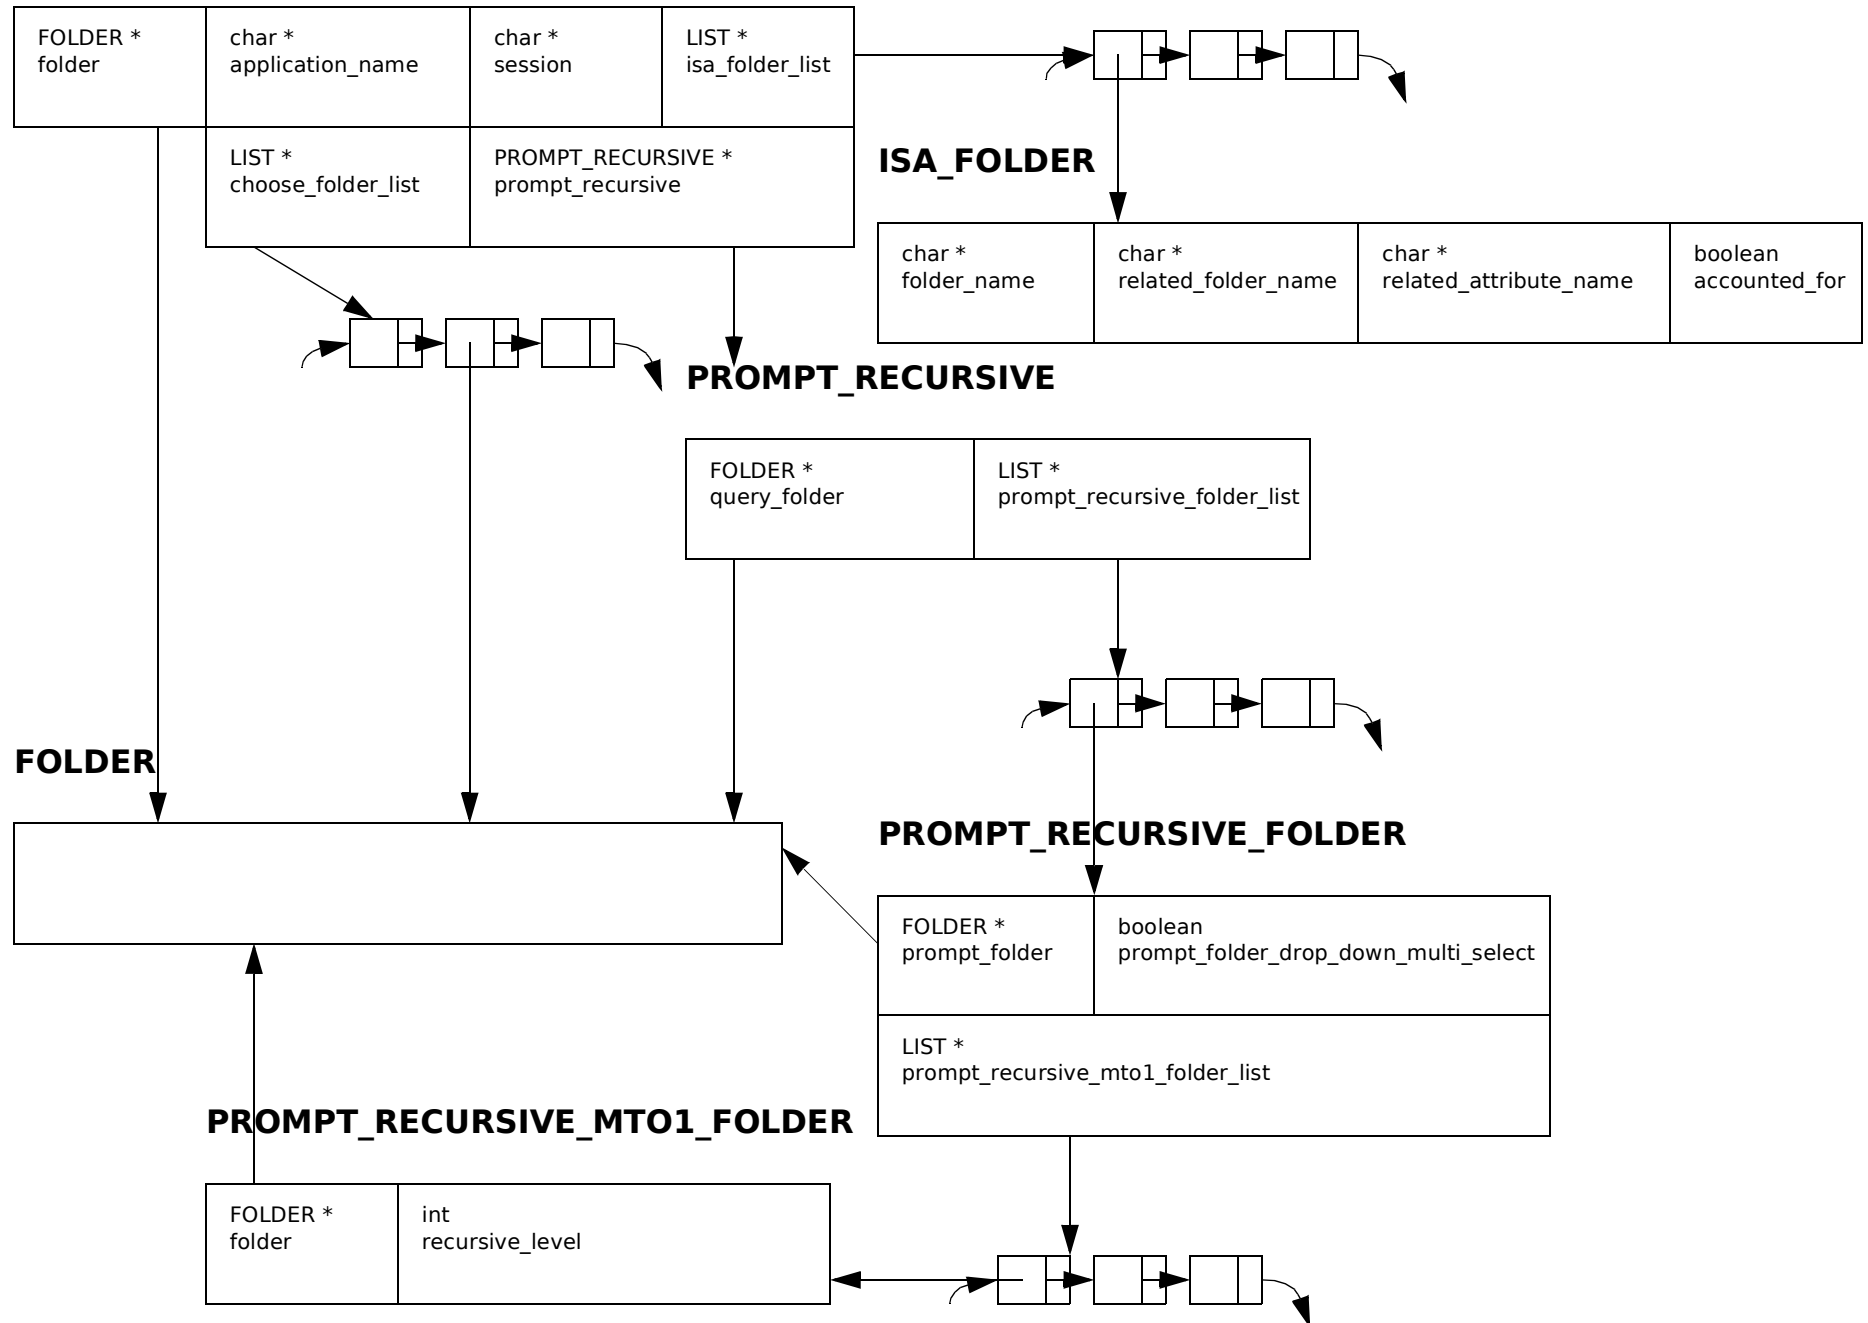 FOLDER *
folder
char *
application_name
char *
session
LIST *
isa_folder_list
LIST *
choose_folder_list
PROMPT_RECURSIVE *
prompt_recursive
ISA_FOLDER
char *
folder_name
char *
related_folder_name
char *
related_attribute_name
boolean
accounted_for
PROMPT_RECURSIVE
FOLDER *
query_folder
LIST *
prompt_recursive_folder_list
FOLDER
PROMPT_RECURSIVE_FOLDER
FOLDER *
prompt_folder
boolean
prompt_folder_drop_down_multi_select
LIST *
prompt_recursive_mto1_folder_list
PROMPT_RECURSIVE_MTO1_FOLDER
FOLDER *
folder
int
recursive_level